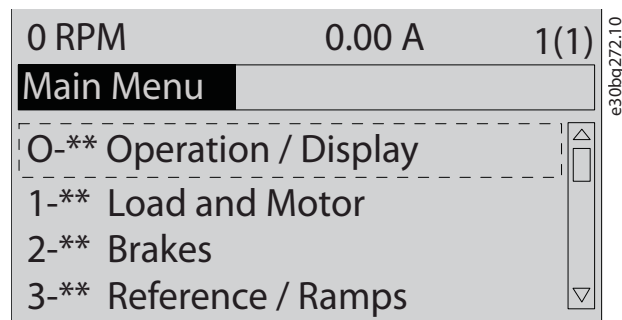 0 RPM 0.00 A 1(1)
Main Menu
O-** Operation / Display
1-** Load and Motor
2-** Brakes
3-** Reference / Ramps
e30bq272.10